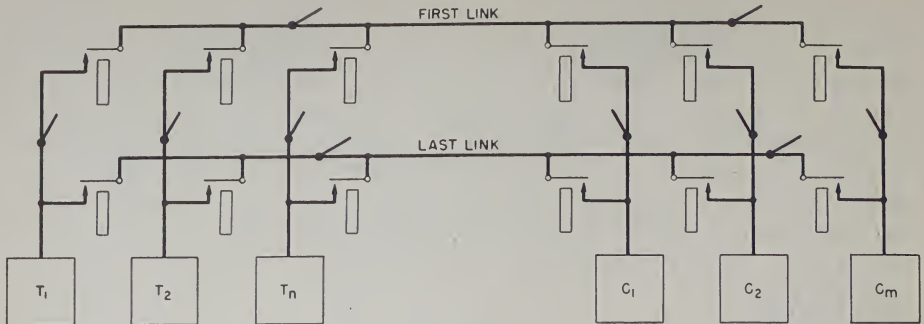 FIRST LINK
LAST LINK
T₁ T₂ Tₙ C₁ C₂ Cₘ